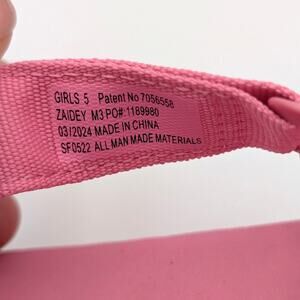 GIRLS 5 Patent No 7056558
ZAIDEY M3 PO#: 1189980
03/2024 MADE IN CHINA
SF0522 ALL MAN MADE MATERIALS